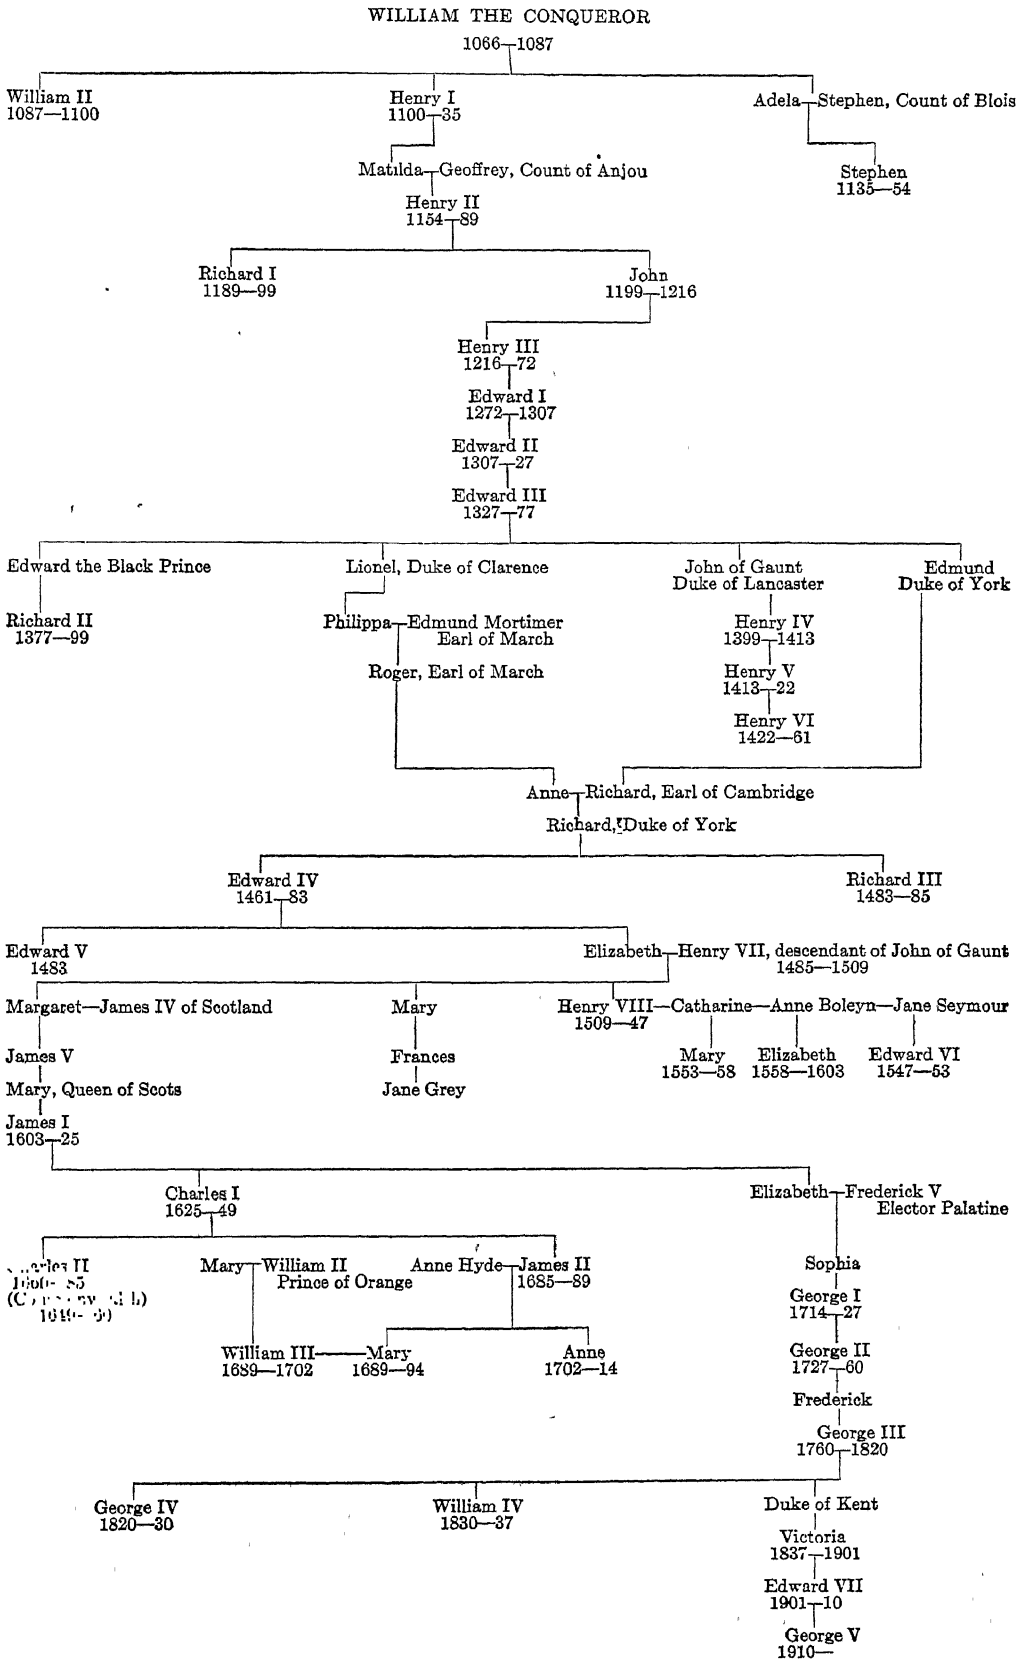 WILLIAM THE CONQUEROR
1066—1087
William II
1087—1100
Henry I
1100—35
Adela—Stephen, Count of Blois
Matilda—Geoffrey, Count of Anjou
Stephen
1135—54
Henry II
1154—89
Richard I
1189—99
John
1199—1216
Henry III
1216—72
Edward I
1272—1307
Edward II
1307—27
Edward III
1327—77
Edward the Black Prince
Lionel, Duke of Clarence
John of Gaunt
Duke of Lancaster
Edmund
Duke of York
Richard II
1377—99
Philippa—Edmund Mortimer
Earl of March
Henry IV
1399—1413
Roger, Earl of March
Henry V
1413—22
Henry VI
1422—61
Anne—Richard, Earl of Cambridge
Richard, Duke of York
Edward IV
1461—83
Richard III
1483—85
Edward V
1483
Elizabeth—Henry VII, descendant of John of Gaunt
1485—1509
Margaret—James IV of Scotland
Mary
Henry VIII—Catharine—Anne Boleyn—Jane Seymour
1509—47
James V
Frances
Mary
1553—58
Elizabeth
1558—1603
Edward VI
1547—53
Mary, Queen of Scots
Jane Grey
James I
1603—25
Charles I
1625—49
Elizabeth—Frederick V
Elector Palatine
II
Mary—William II
Prince of Orange
Anne Hyde—James II
1685—89
Sophia
George I
1714—27
William III—Mary
1689—1702
1689—94
Anne
1702—14
George II
1727—60
Frederick
George III
1760—1820
George IV
1820—30
William IV
1830—37
Duke of Kent
Victoria
1837—1901
Edward VII
1901—10
George V
1910—